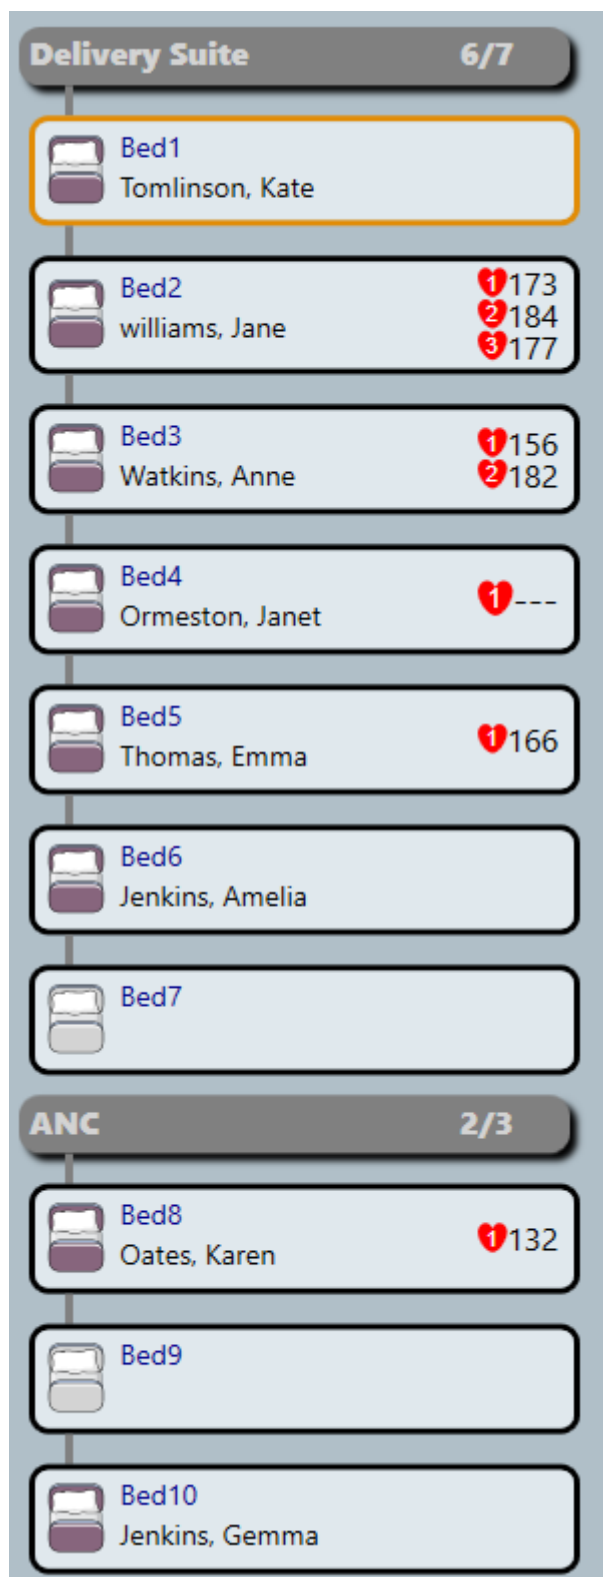 Delivery Suite 6/7
Bed1
Tomlinson, Kate
Bed2
williams, Jane
1 173
2 184
3 177
Bed3
Watkins, Anne
1 156
2 182
Bed4
Ormeston, Janet
1 ---
Bed5
Thomas, Emma
1 166
Bed6
Jenkins, Amelia
Bed7
ANC 2/3
Bed8
Oates, Karen
1 132
Bed9
Bed10
Jenkins, Gemma